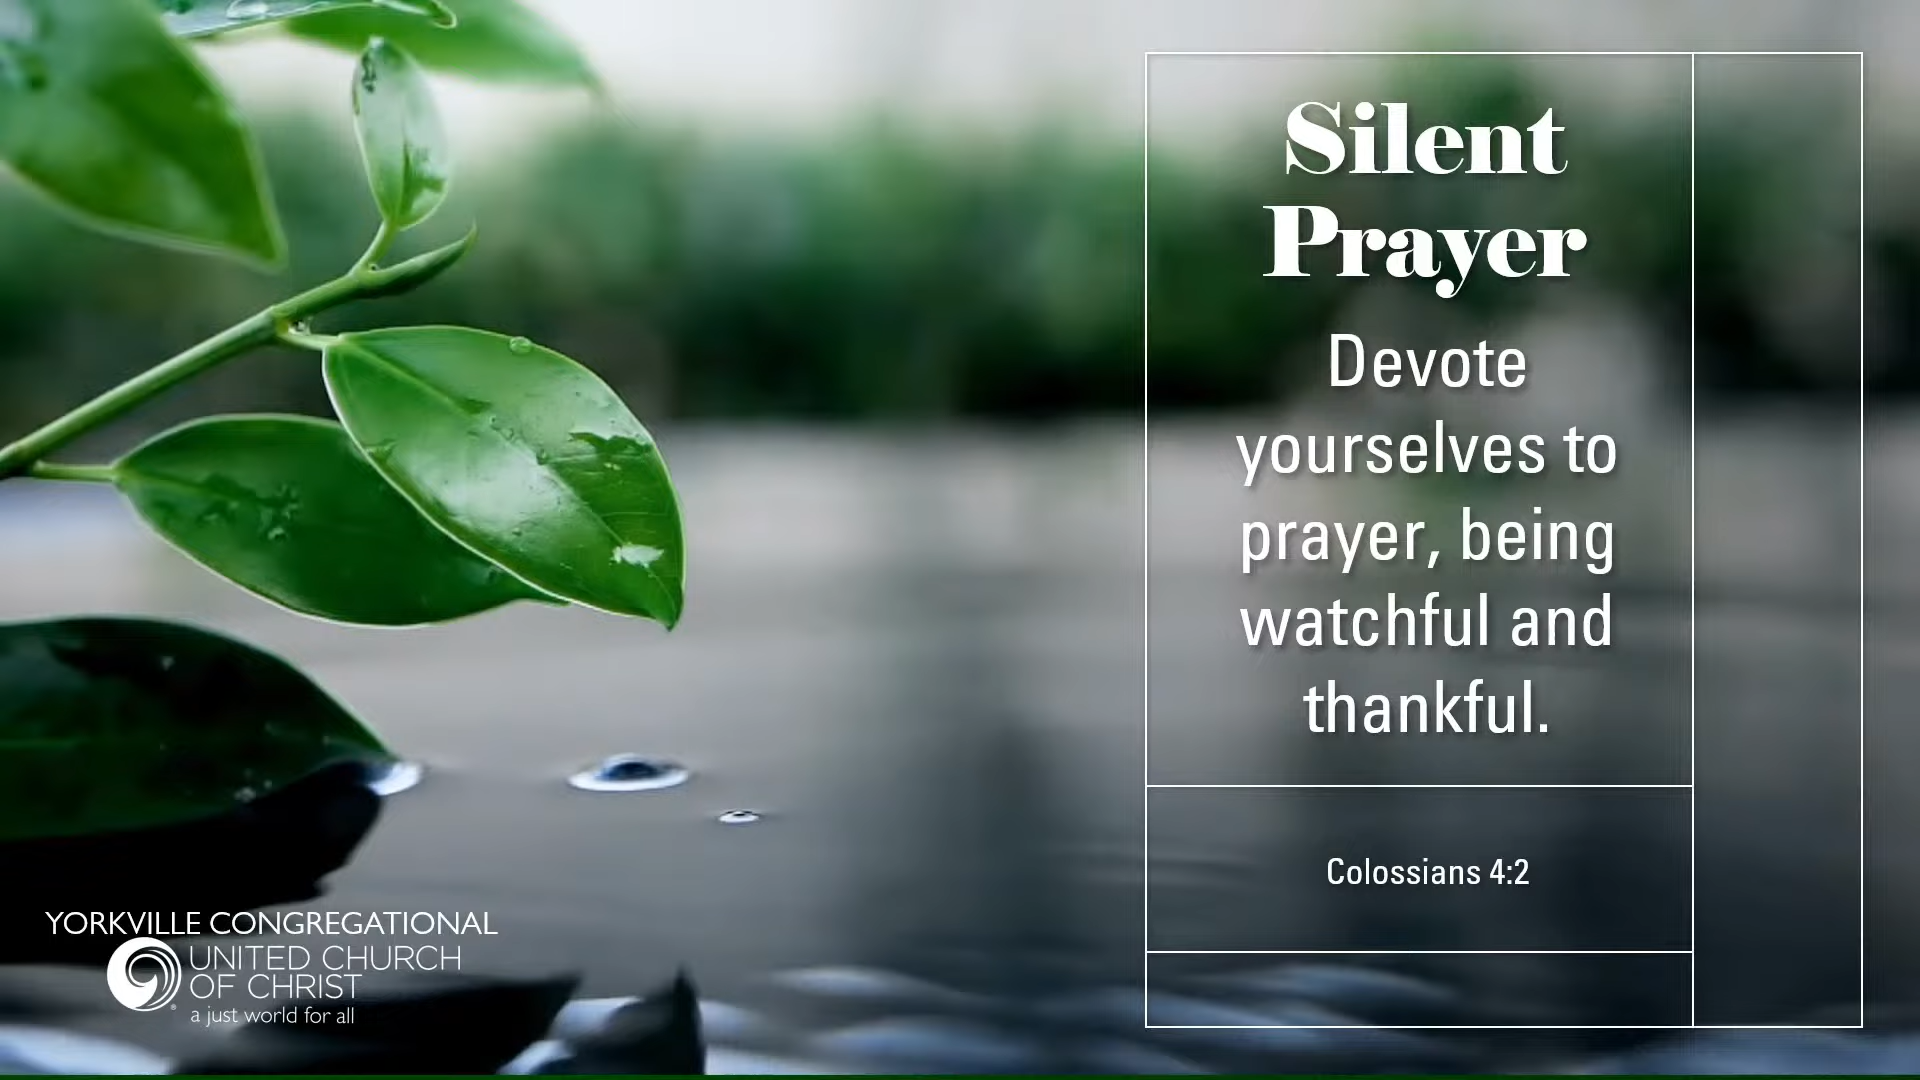 Silent
Prayer
Devote
yourselves to
prayer, being
watchful and
thankful.
Colossians 4:2
YORKVILLE CONGREGATIONAL
UNITED CHURCH
OF CHRIST
a just world for all